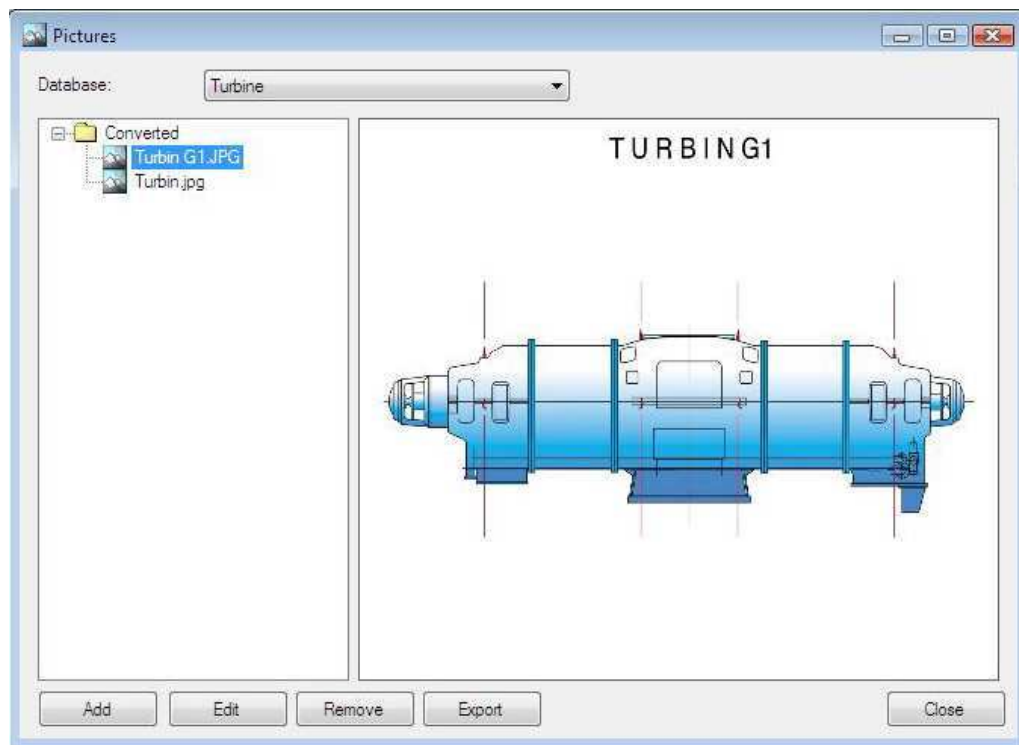 Pictures
Database: Turbine
Converted
Turbin G1.JPG
Turbin.jpg
TURBING1
Add Edit Remove Export Close